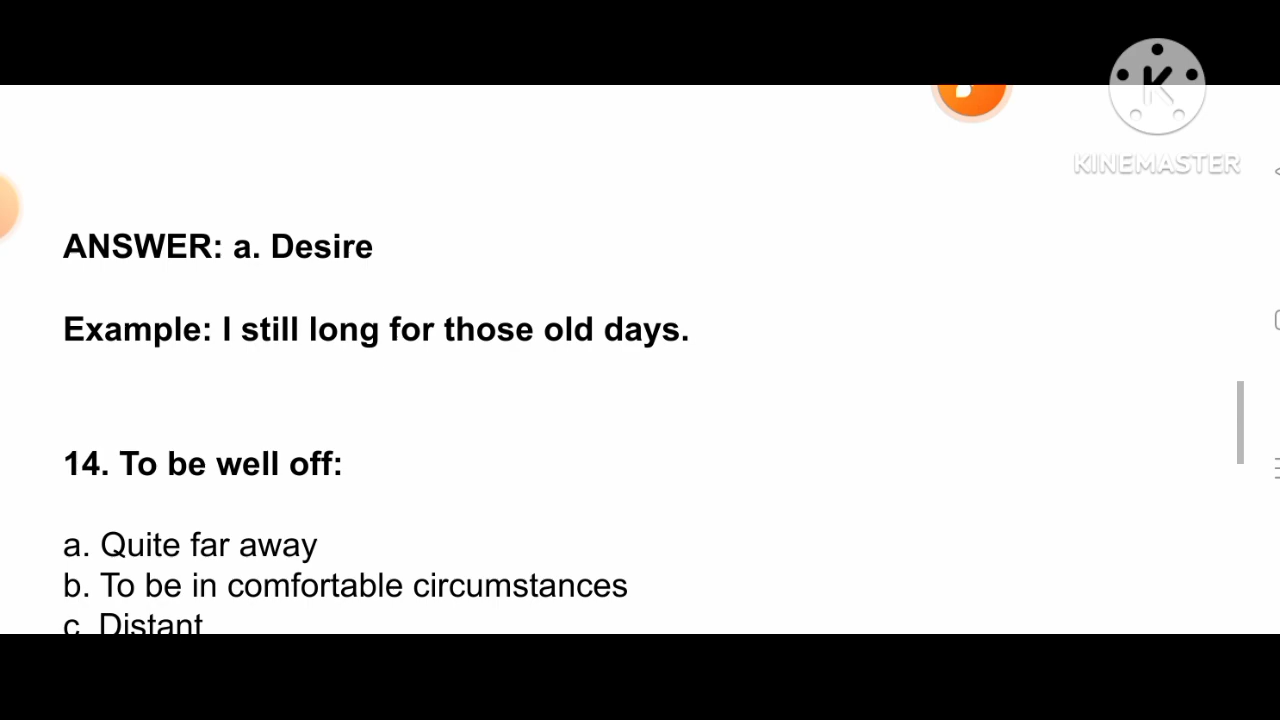 KINEMASTER
ANSWER: a. Desire
Example: I still long for those old days.
14. To be well off:
a. Quite far away
b. To be in comfortable circumstances
c. Distant